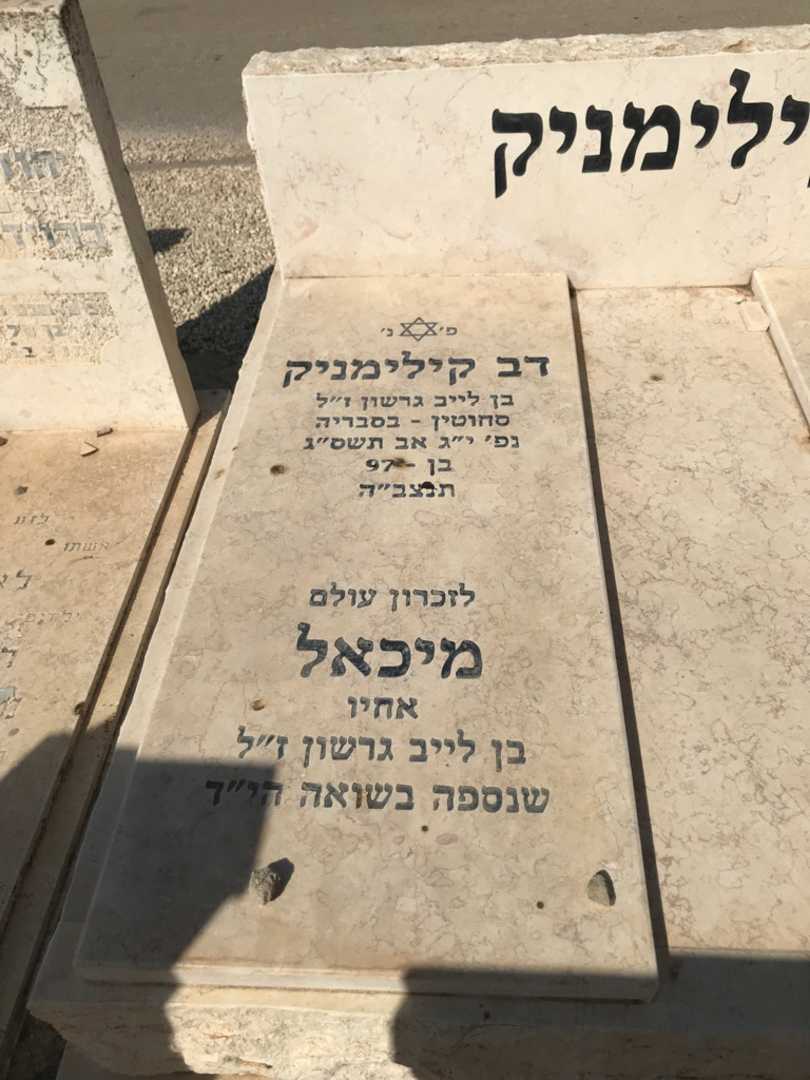 קילימניק
פ' נ'
דב קילימניק
בן לייב גרשון ז״ל
סחוטין - בסבריה
נפ' י״ג אב תשס״ג
בן - 97
תנצב״ה
לזכרון עולם
מיכאל
אחיו
בן לייב גרשון ז״ל
שנספה בשואה הי״ד
אשתו